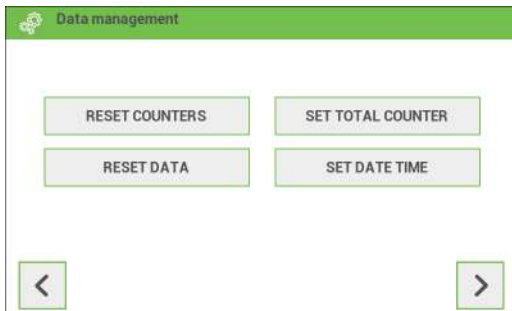 Data management
RESET COUNTERS
SET TOTAL COUNTER
RESET DATA
SET DATE TIME